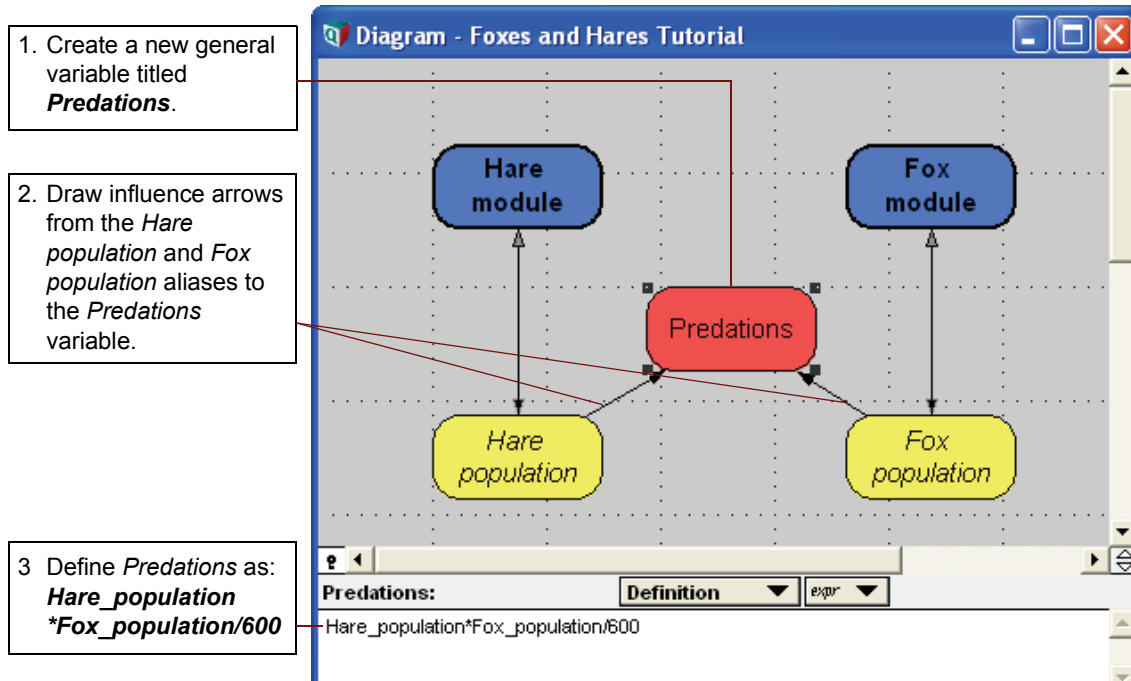 1. Create a new general
variable titled
Predations.
2. Draw influence arrows
from the Hare
population and Fox
population aliases to
the Predations
variable.
3 Define Predations as:
Hare_population
*Fox_population/600
Diagram - Foxes and Hares Tutorial
Hare
module
Fox
module
Predations
Hare
population
Fox
population
Predations: Definition expr
Hare_population*Fox_population/600